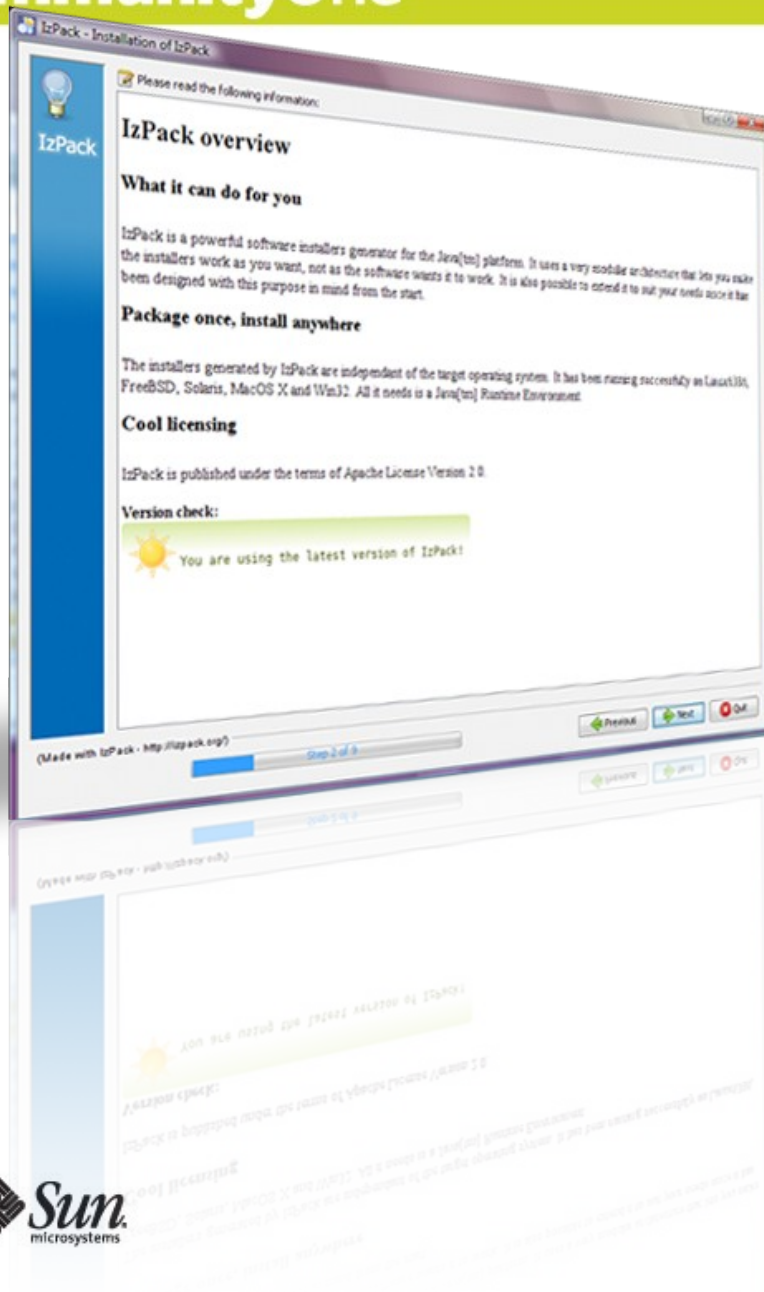 mmunityOne
IzPack - Installation of IzPack
Please read the following information:
IzPack
IzPack overview
What it can do for you
IzPack is a powerful software installers generator for the Java[tm] platform. It uses a very modular architecture that lets you make
the installers work as you want, not as the software wants it to work. It is also possible to extend it to suit your needs since it has
been designed with this purpose in mind from the start.
Package once, install anywhere
The installers generated by IzPack are independant of the target operating system. It has been running successfully on Linux i386,
FreeBSD, Solaris, MacOS X and Win32. All it needs is a Java[tm] Runtime Environment.
Cool licensing
IzPack is published under the terms of Apache License Version 2.0.
Version check:
You are using the latest version of IzPack!
Previous
Next
Quit
(Made with IzPack - http://izpack.org/)
Step 2 of 9
Sun
microsystems